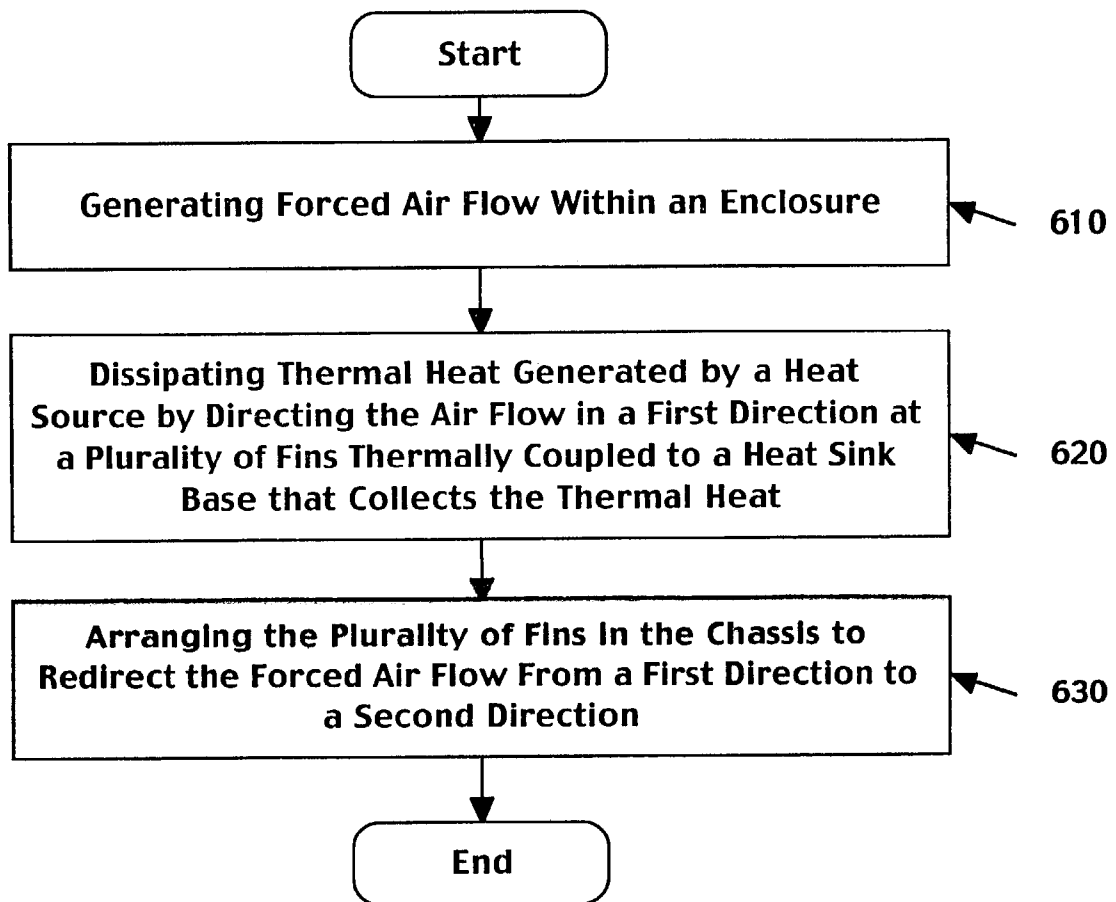 Start
Generating Forced Air Flow Within an Enclosure
610
Dissipating Thermal Heat Generated by a Heat
Source by Directing the Air Flow in a First Direction at
a Plurality of Fins Thermally Coupled to a Heat Sink
Base that Collects the Thermal Heat
620
Arranging the Plurality of Fins in the Chassis to
Redirect the Forced Air Flow From a First Direction to
a Second Direction
630
End